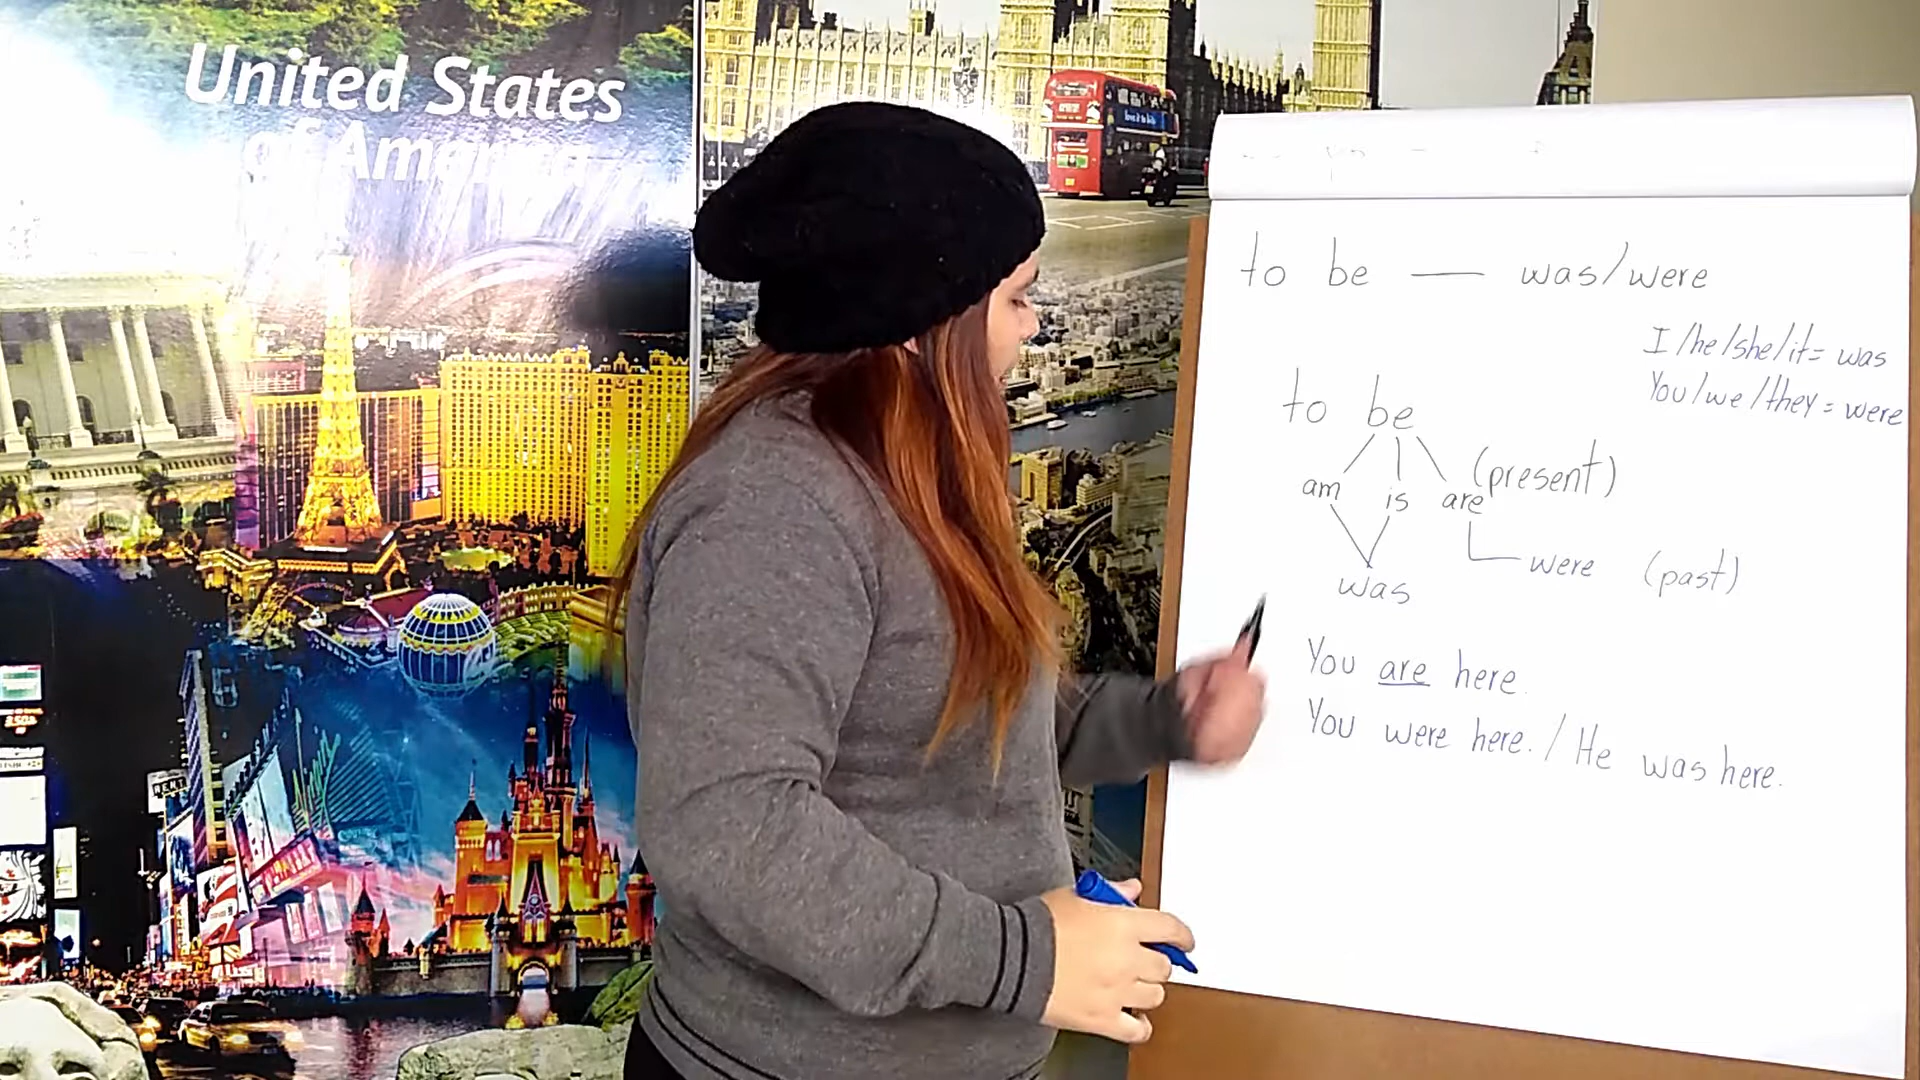 United States
of America
RENT
to be — was/were
I/he/she/it = was
You/we/they = were
to be
am is are (present)
was were (past)
You are here.
You were here. / He was here.